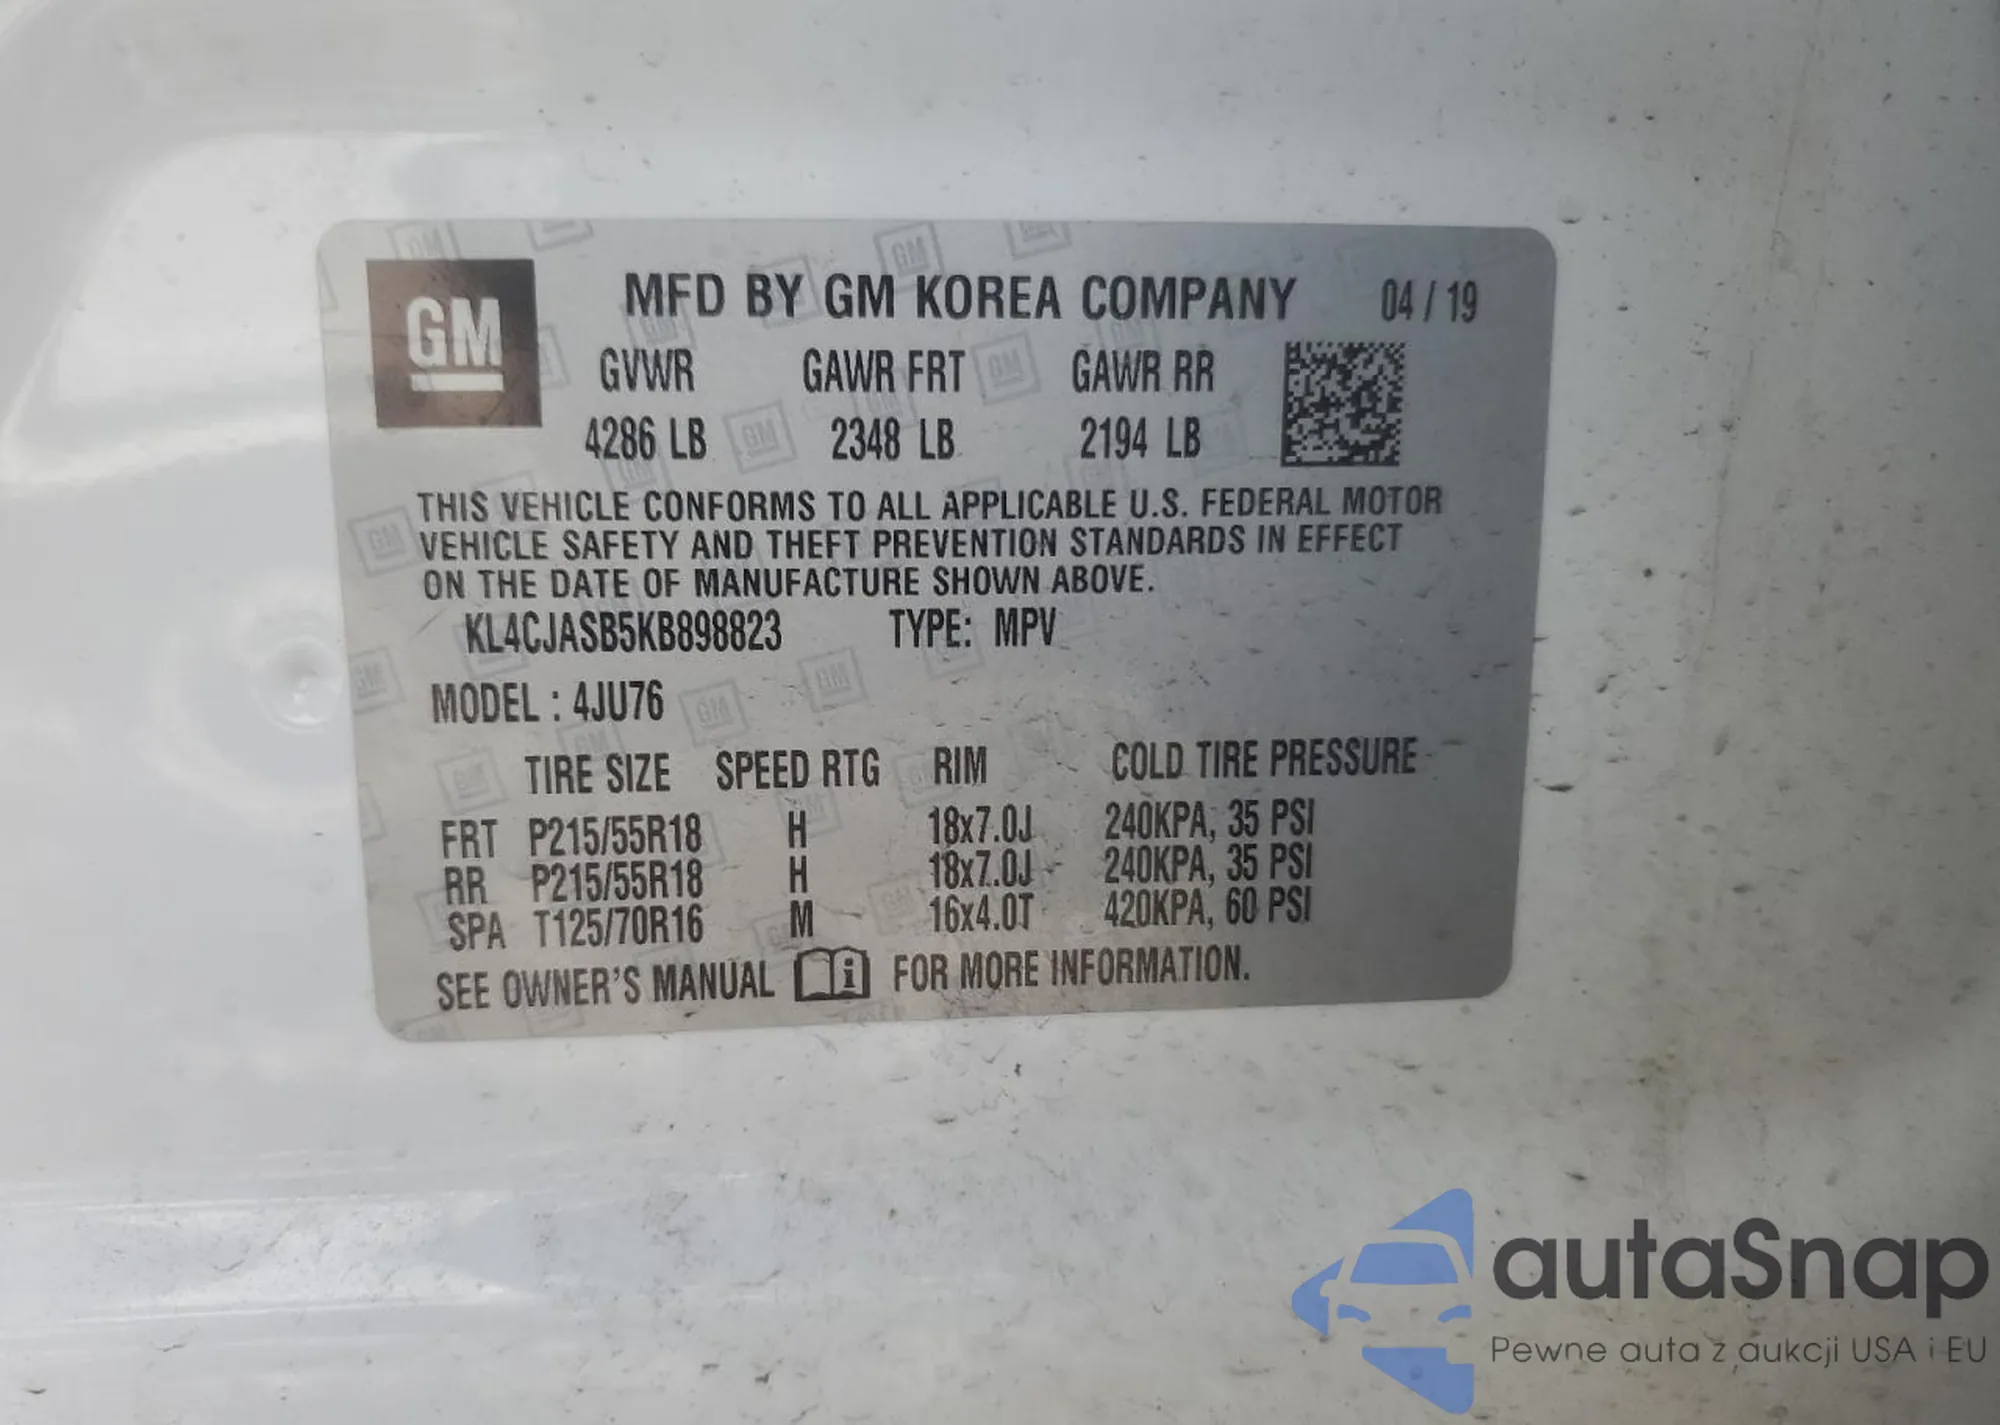 GM
MFD BY GM KOREA COMPANY 04 / 19
GVWR GAWR FRT GAWR RR
4286 LB 2348 LB 2194 LB
THIS VEHICLE CONFORMS TO ALL APPLICABLE U.S. FEDERAL MOTOR
VEHICLE SAFETY AND THEFT PREVENTION STANDARDS IN EFFECT
ON THE DATE OF MANUFACTURE SHOWN ABOVE.
KL4CJASB5KB898823 TYPE: MPV
MODEL : 4JU76
TIRE SIZE SPEED RTG RIM COLD TIRE PRESSURE
FRT P215/55R18 H 18x7.0J 240KPA, 35 PSI
RR P215/55R18 H 18x7.0J 240KPA, 35 PSI
SPA T125/70R16 M 16x4.0T 420KPA, 60 PSI
SEE OWNER'S MANUAL i FOR MORE INFORMATION.
autaSnap
Pewne auta z aukcji USA i EU